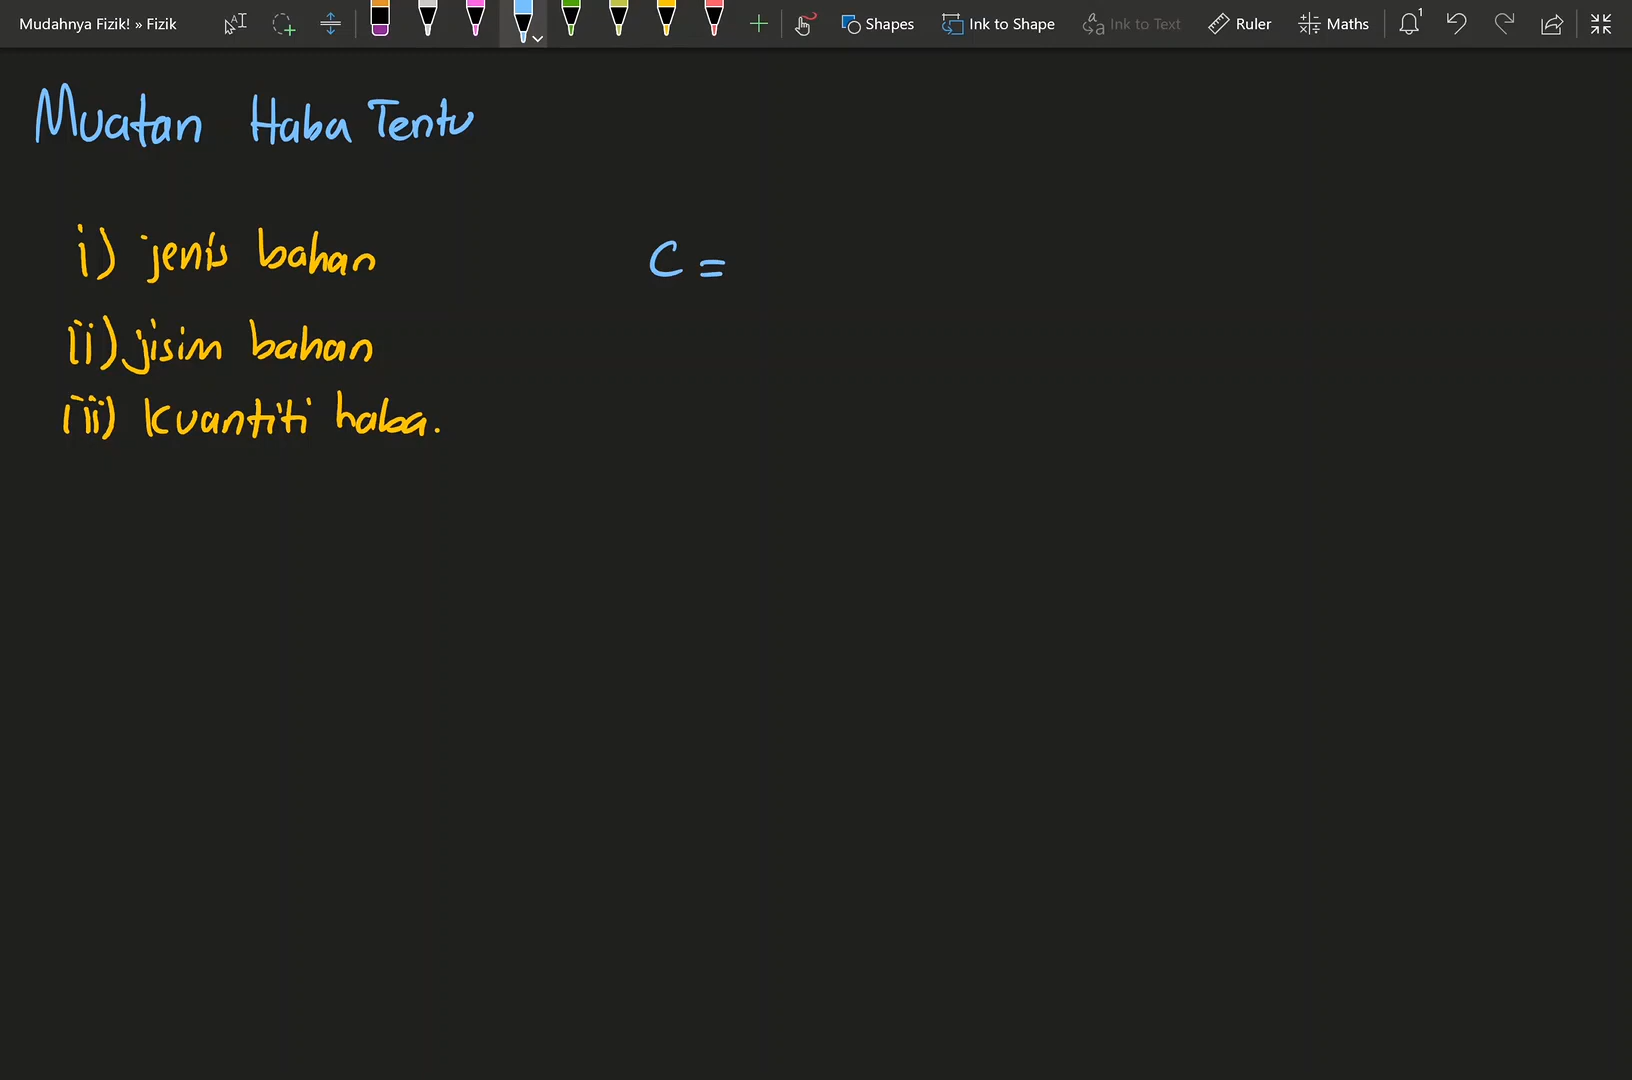 Mudahnya Fizik! » Fizik
Shapes
Ink to Shape
Ink to Text
Ruler
Maths
1
Muatan Haba Tentu
i) jenis bahan
C =
ii) jisim bahan
iii) kuantiti haba.